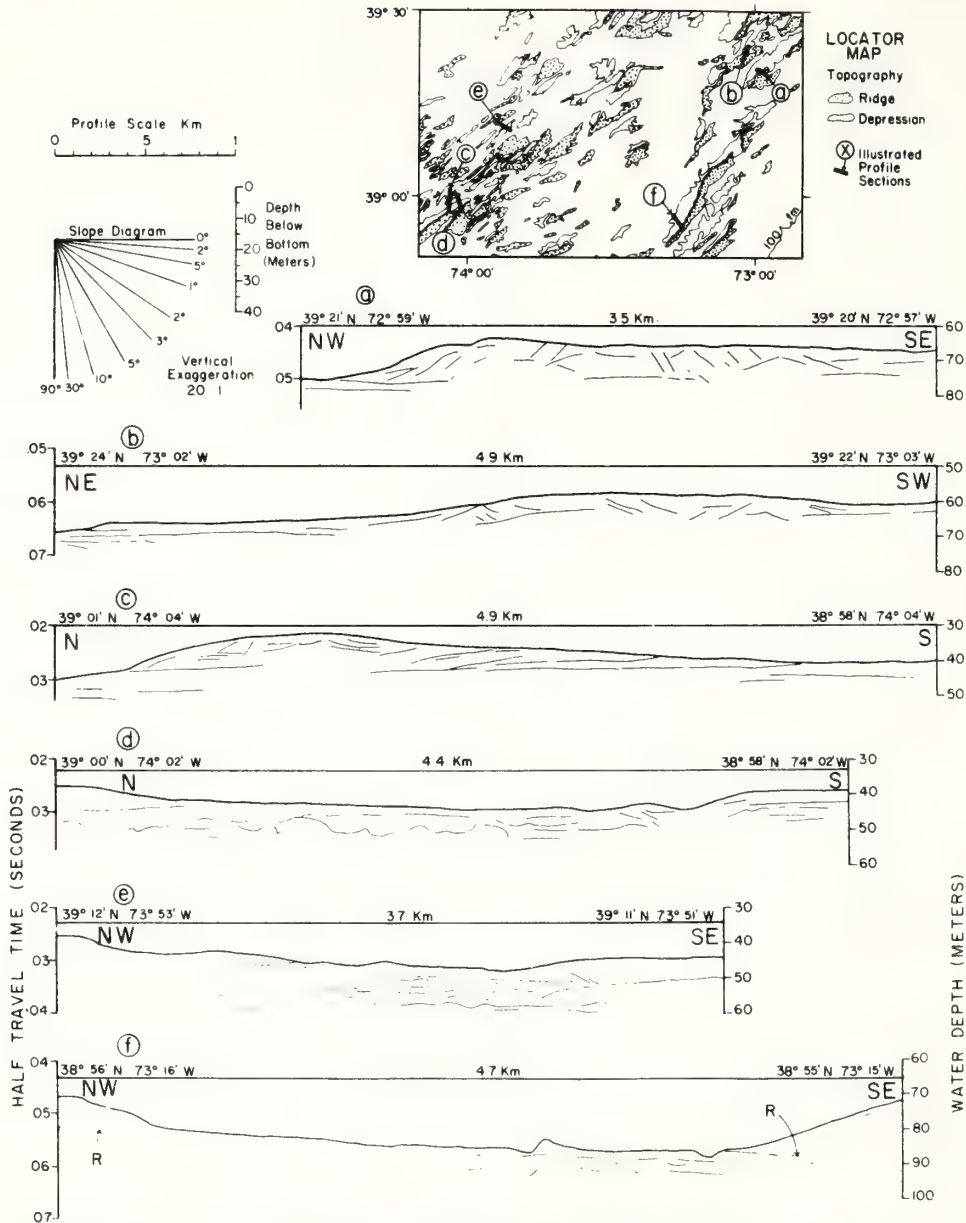 39° 30'
LOCATOR
MAP
Topography
Ridge
Depression
X Illustrated
Profile
Sections
a
b
c
d
e
f
39° 00'
100 fm
74° 00'
73° 00'
Profile Scale Km
0 5 1
Slope Diagram
0°
2°
5°
1°
2°
3°
5°
10°
30°
90°
Vertical
Exaggeration
20 1
0
10
20
30
40
Depth
Below
Bottom
(Meters)
a
39° 21' N 72° 59' W 3.5 Km. 39° 20' N 72° 57' W
NW SE
04
05
60
70
80
b
39° 24' N 73° 02' W 4.9 Km 39° 22' N 73° 03' W
NE SW
.05
06
07
50
60
70
80
c
39° 01' N 74° 04' W 4.9 Km 38° 58' N 74° 04' W
N S
02
03
30
40
50
d
39° 00' N 74° 02' W 4.4 Km 38° 58' N 74° 02' W
N S
02
03
30
40
50
60
e
39° 12' N 73° 53' W 3.7 Km 39° 11' N 73° 51' W
NW SE
02
03
.04
30
40
50
60
f
38° 56' N 73° 16' W 4.7 Km 38° 55' N 73° 15' W
NW SE
R R
04
05
06
07
60
70
80
90
100
HALF TRAVEL TIME (SECONDS)
WATER DEPTH (METERS)